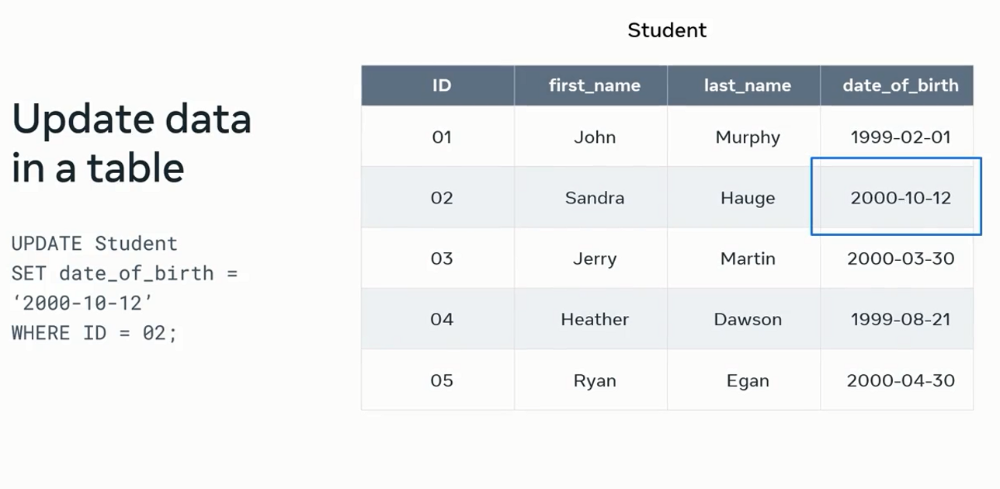 Update data
in a table
UPDATE Student
SET date_of_birth =
‘2000-10-12’
WHERE ID = 02;
Student
ID first_name last_name date_of_birth
01 John Murphy 1999-02-01
02 Sandra Hauge 2000-10-12
03 Jerry Martin 2000-03-30
04 Heather Dawson 1999-08-21
05 Ryan Egan 2000-04-30